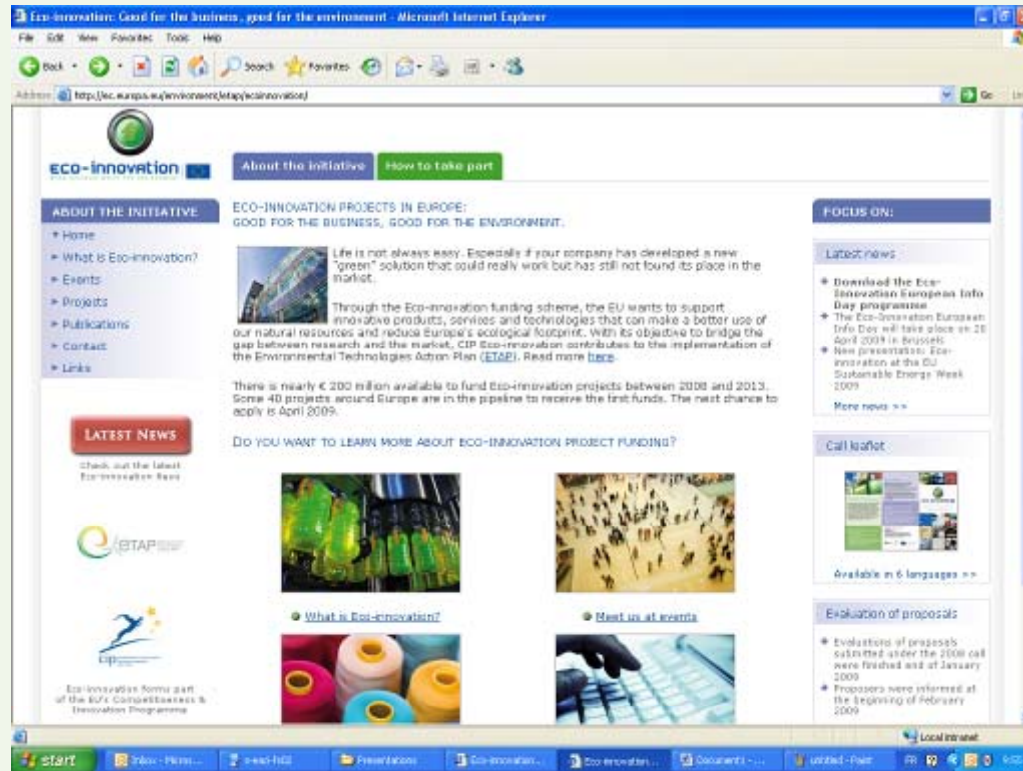 Eco-innovation: Good for the business, good for the environment - Microsoft Internet Explorer
File Edit View Favorites Tools Help
Back Search Favorites
Address http://ec.europa.eu/environment/etap/ecoinnovation/ Go
eco-innovation
About the initiative How to take part
ABOUT THE INITIATIVE
Home
What is Eco-innovation?
Events
Projects
Publications
Contact
Links
LATEST NEWS
Check out the latest
Eco-innovation News
eTAP
cip
Eco-innovation forms part
of the EU's Competitiveness &
Innovation Programme
ECO-INNOVATION PROJECTS IN EUROPE:
GOOD FOR THE BUSINESS, GOOD FOR THE ENVIRONMENT.
Life is not always easy. Especially if your company has developed a new
"green" solution that could really work but has still not found its place in the
market.
Through the Eco-innovation funding scheme, the EU wants to support
innovative products, services and technologies that can make a better use of
our natural resources and reduce Europe's ecological footprint. With its objective to bridge the
gap between research and the market, CIP Eco-innovation contributes to the implementation of
the Environmental Technologies Action Plan (ETAP). Read more here.
There is nearly € 200 million available to fund Eco-innovation projects between 2008 and 2013.
Some 40 projects around Europe are in the pipeline to receive the first funds. The next chance to
apply is April 2009.
DO YOU WANT TO LEARN MORE ABOUT ECO-INNOVATION PROJECT FUNDING?
What is Eco-innovation?
Meet us at events
FOCUS ON:
Latest news
Download the Eco-
Innovation European Info
Day programme
The Eco-Innovation European
Info Day will take place on
April 2009 in Brussels
New presentation: Eco-
innovation at the EU
Sustainable Energy Week
2009
More news >>
Call leaflet
Available in 6 languages >>
Evaluation of proposals
Evaluations of proposals
submitted under the 2008 call
were finished end of January
2009
Proposers were informed at
the beginning of February
2009
Local intranet
start Inbox - Micros... Presentations Eco-innovation... Eco-innovation... Documents - ... untitled - Paint FR